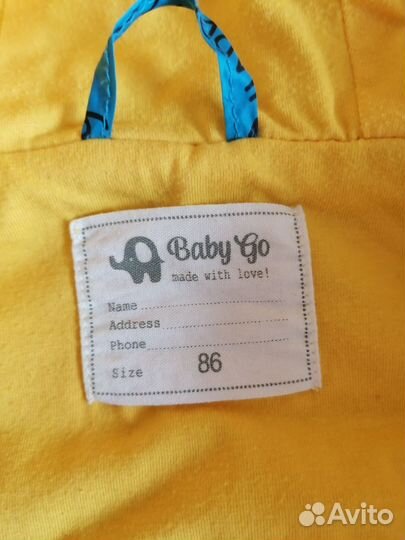 Baby Go
made with love!
Name
Address
Phone
Size 86
Avito